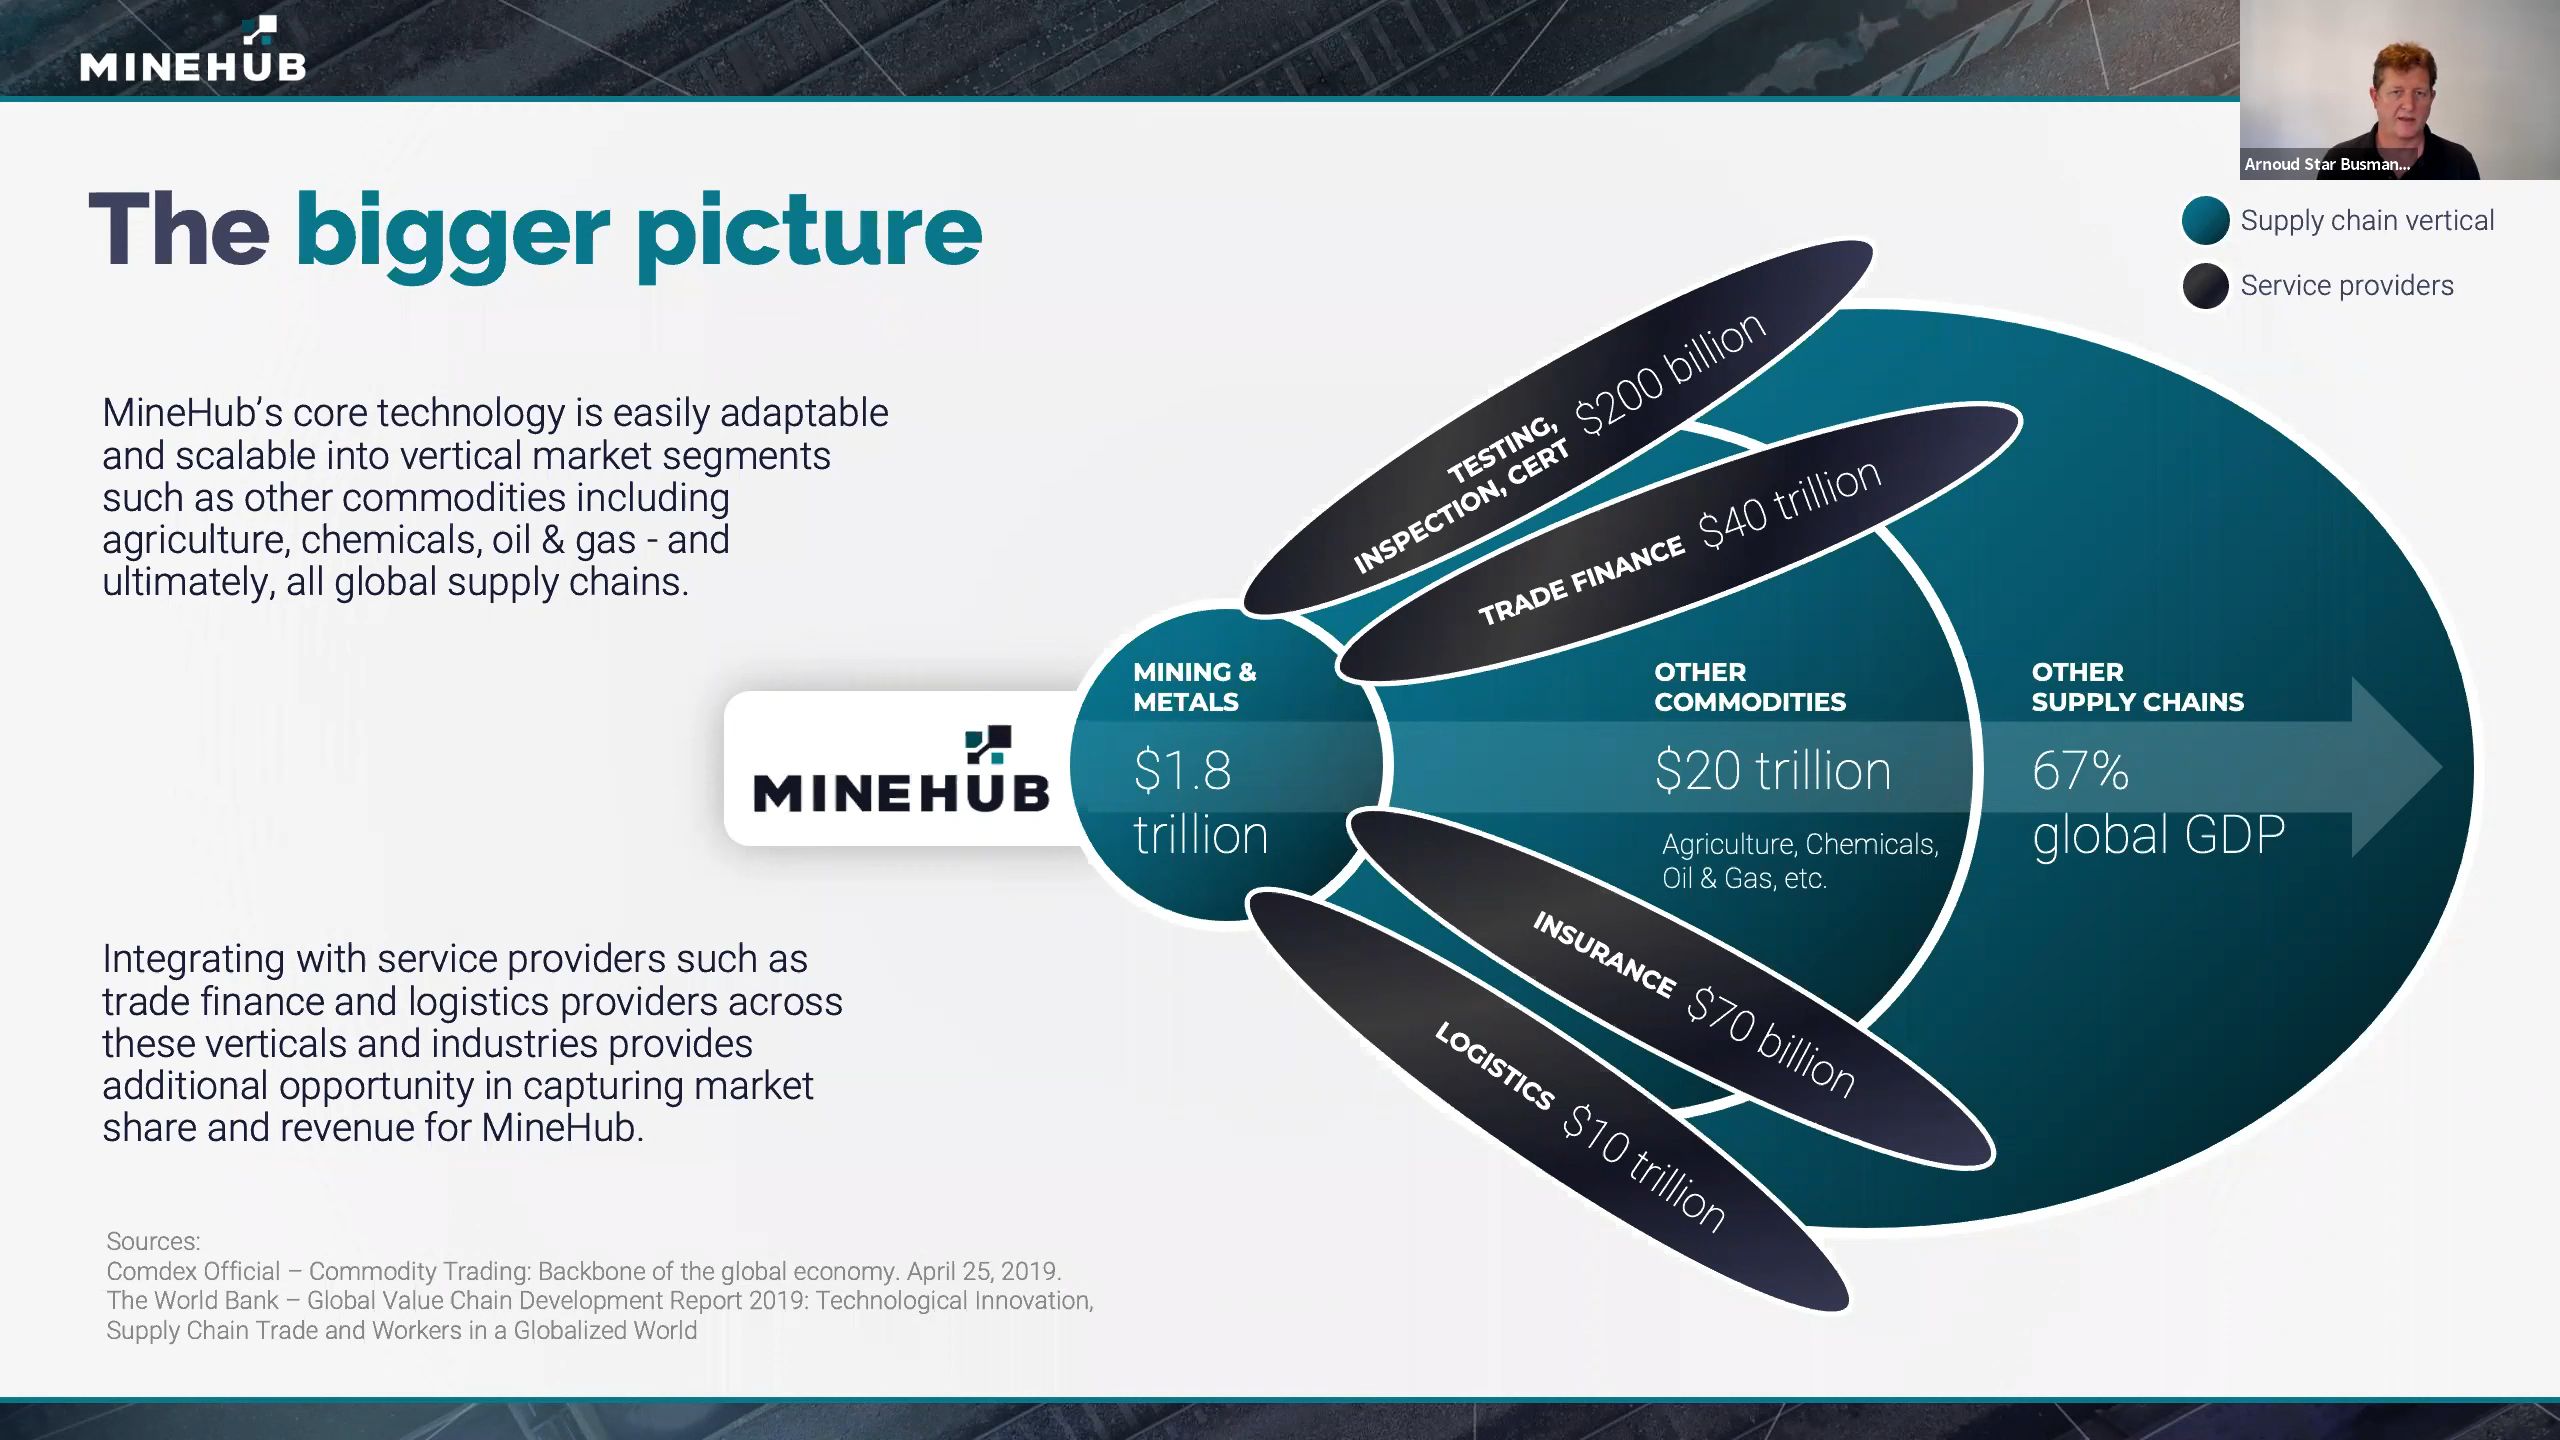 MINEHUB
Arnoud Star Busman...
The bigger picture
Supply chain vertical
Service providers
MineHub's core technology is easily adaptable
and scalable into vertical market segments
such as other commodities including
agriculture, chemicals, oil & gas - and
ultimately, all global supply chains.
TESTING,
INSPECTION, CERT
$200 billion
TRADE FINANCE $40 trillion
MINEHUB
MINING &
METALS
$1.8
trillion
OTHER
COMMODITIES
$20 trillion
Agriculture, Chemicals,
Oil & Gas, etc.
OTHER
SUPPLY CHAINS
67%
global GDP
INSURANCE $70 billion
LOGISTICS $10 trillion
Integrating with service providers such as
trade finance and logistics providers across
these verticals and industries provides
additional opportunity in capturing market
share and revenue for MineHub.
Sources:
Comdex Official – Commodity Trading: Backbone of the global economy. April 25, 2019.
The World Bank – Global Value Chain Development Report 2019: Technological Innovation,
Supply Chain Trade and Workers in a Globalized World